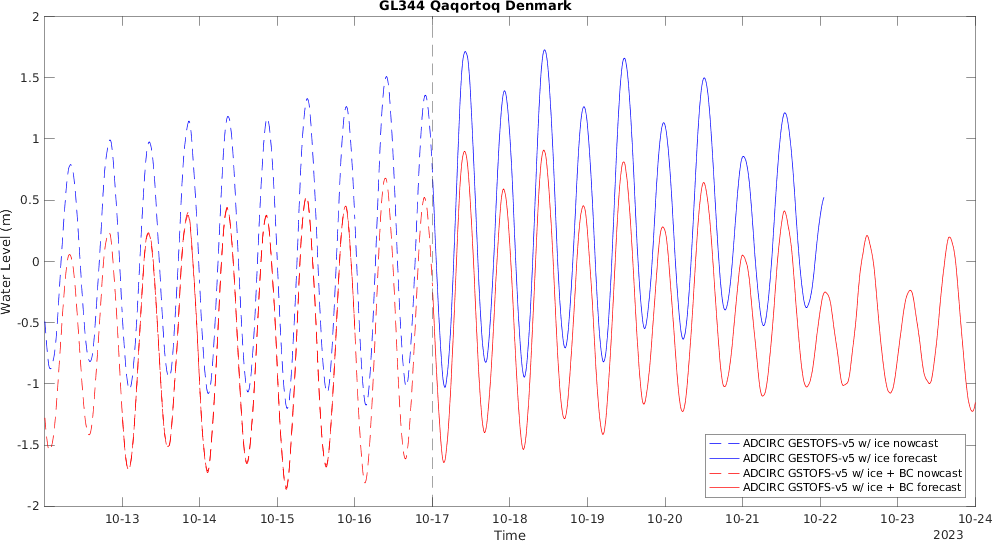 GL344 Qaqortoq Denmark
2
1.5
1
0.5
0
-0.5
-1
-1.5
-2
Water Level (m)
ADCIRC GESTOFS-v5 w/ ice nowcast
ADCIRC GESTOFS-v5 w/ ice forecast
ADCIRC GSTOFS-v5 w/ ice + BC nowcast
ADCIRC GSTOFS-v5 w/ ice + BC forecast
10-13 10-14 10-15 10-16 10-17 10-18 10-19 10-20 10-21 10-22 10-23 10-24
Time
2023